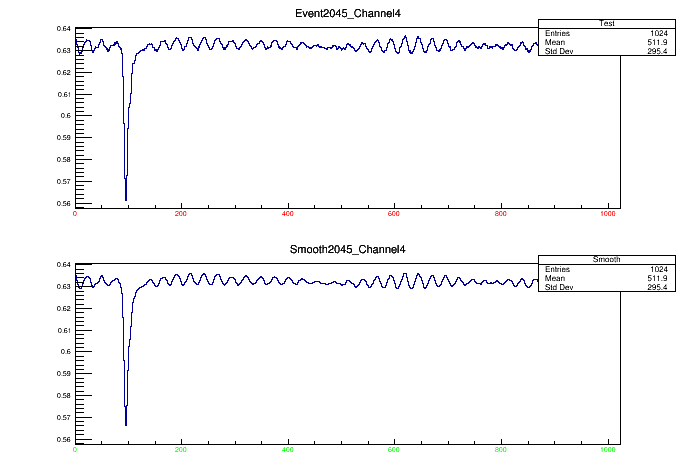 Event2045_Channel4
Test
Entries 1024
Mean 511.9
Std Dev 295.4
0.64
0.63
0.62
0.61
0.6
0.59
0.58
0.57
0.56
0 200 400 600 800 1000
Smooth2045_Channel4
Smooth
Entries 1024
Mean 511.9
Std Dev 295.4
0.64
0.63
0.62
0.61
0.6
0.59
0.58
0.57
0.56
0 200 400 600 800 1000